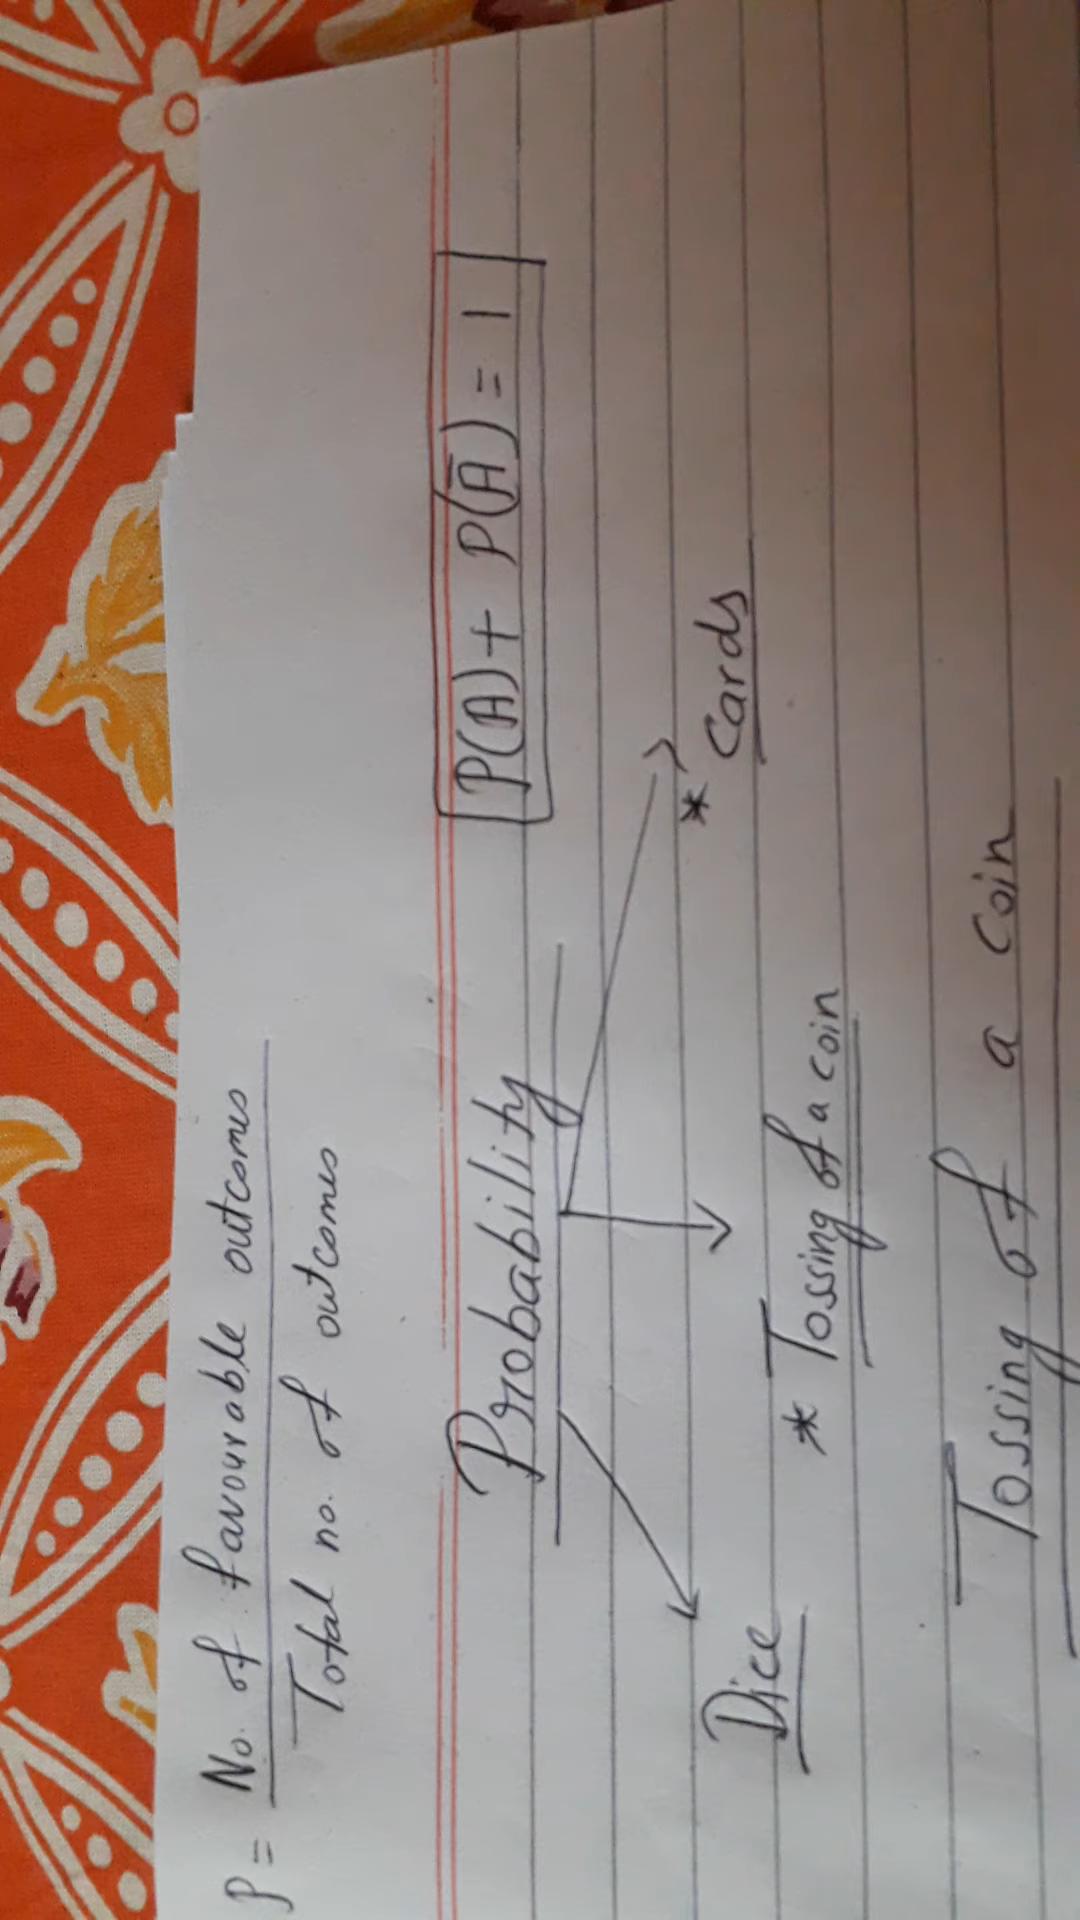 P = No. of favourable outcomes
Total no. of outcomes
Probability
P(A) + P(Ā) = 1
Dice
* Tossing of a coin
* Cards
Tossing of a coin